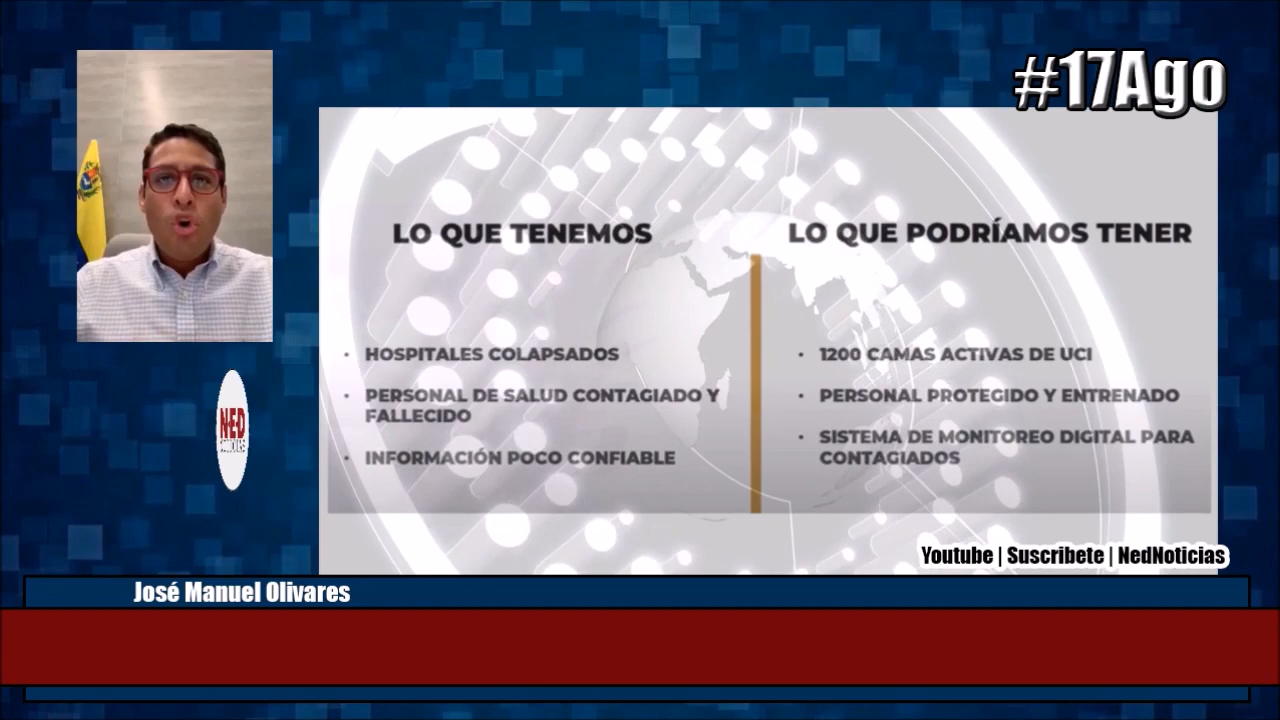 #17Ago
LO QUE TENEMOS
LO QUE PODRÍAMOS TENER
· HOSPITALES COLAPSADOS
· PERSONAL DE SALUD CONTAGIADO Y
FALLECIDO
· INFORMACIÓN POCO CONFIABLE
· 1200 CAMAS ACTIVAS DE UCI
· PERSONAL PROTEGIDO Y ENTRENADO
· SISTEMA DE MONITOREO DIGITAL PARA
CONTAGIADOS
NED
Youtube | Suscribete | NedNoticias
José Manuel Olivares